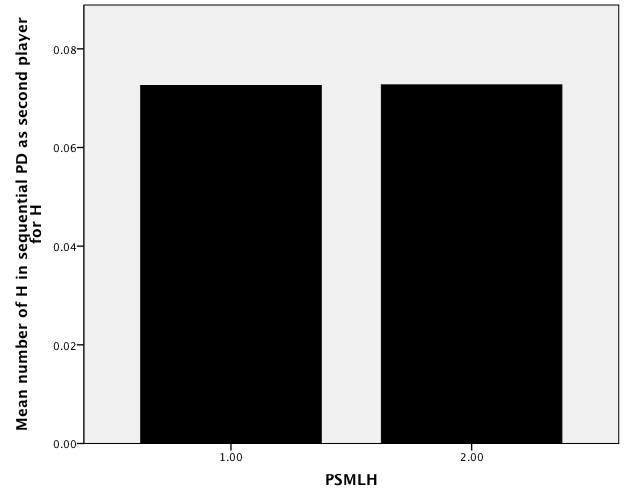 Mean number of H in sequential PD as second player
for H
0.08
0.06
0.04
0.02
0.00
1.00
2.00
PSMLH